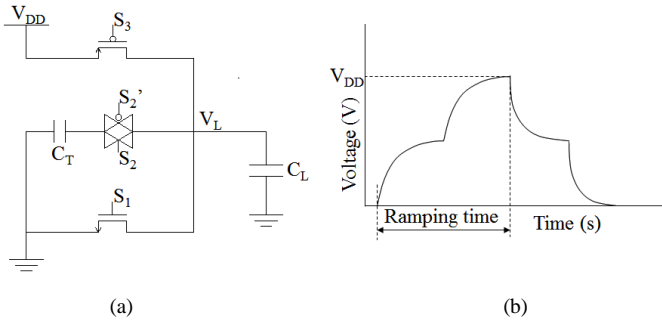 V_DD
S_3
S_2'
V_L
C_T
S_2
C_L
S_1
(a)
Voltage (V)
V_DD
Ramping time
Time (s)
(b)